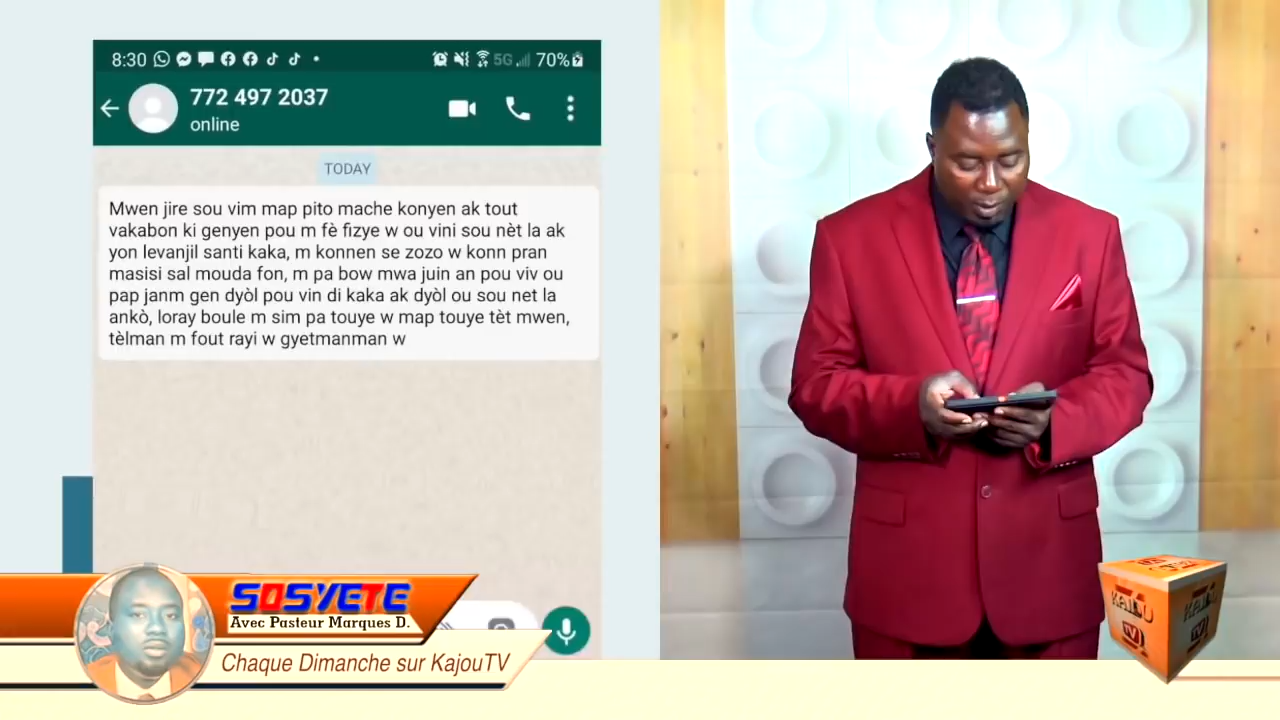 8:30
5G 70%
772 497 2037
online
TODAY
Mwen jire sou vim map pito mache konyen ak tout
vakabon ki genyen pou m fè fizye w ou vini sou nèt la ak
yon levanjil santi kaka, m konnen se zozo w konn pran
masisi sal mouda fon, m pa bow mwa juin an pou viv ou
pap janm gen dyòl pou vin di kaka ak dyòl ou sou net la
ankò, loray boule m sim pa touye w map touye tèt mwen,
tèlman m fout rayi w gyetmanman w
SOSYETE
Avec Pasteur Marques D.
Chaque Dimanche sur KajouTV
KAJOU
TV